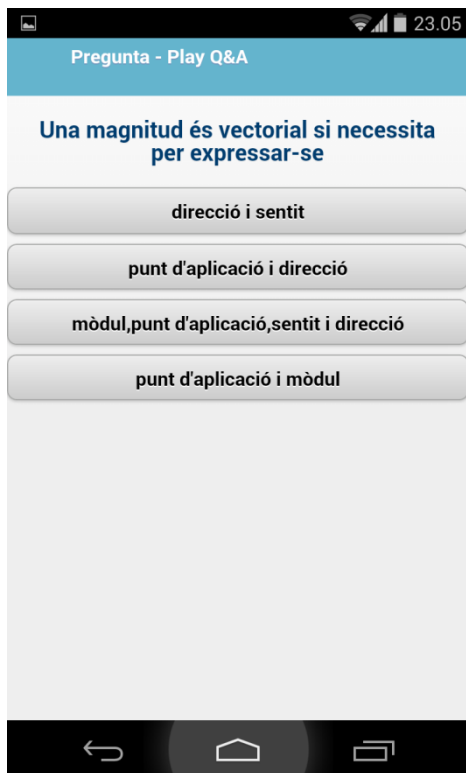 23.05
Pregunta - Play Q&A
Una magnitud és vectorial si necessita
per expressar-se
direcció i sentit
punt d'aplicació i direcció
mòdul,punt d'aplicació,sentit i direcció
punt d'aplicació i mòdul